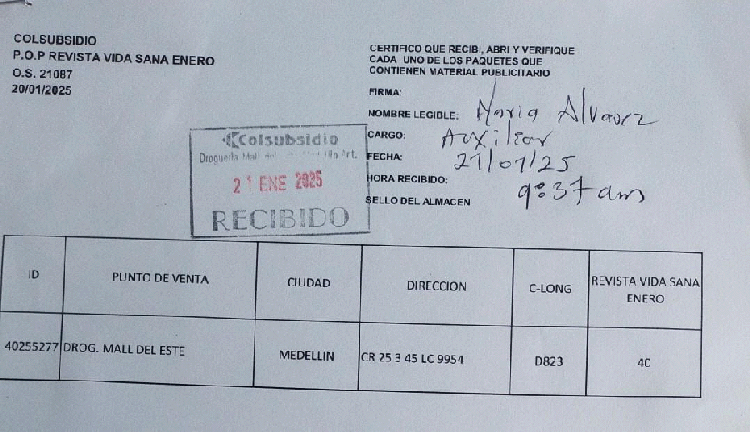 COLSUBSIDIO
P.O.P REVISTA VIDA SANA ENERO
O.S. 21087
20/01/2025
CERTIFICO QUE RECIBI, ABRI Y VERIFIQUE
CADA UNO DE LOS PAQUETES QUE
CONTIENEN MATERIAL PUBLICITARIO
FIRMA:
NOMBRE LEGIBLE: Maria Alvarez
CARGO: Auxiliar
FECHA: 21/01/25
HORA RECIBIDO: 9:37 am
SELLO DEL ALMACEN
Colsubsidio
Droguería Mall
21 ENE 2025
RECIBIDO
ID PUNTO DE VENTA CIUDAD DIRECCION C-LONG REVISTA VIDA SANA
ENERO
40255277 DROG. MALL DEL ESTE MEDELLIN CR 25 3 45 LC 9954 D823 40